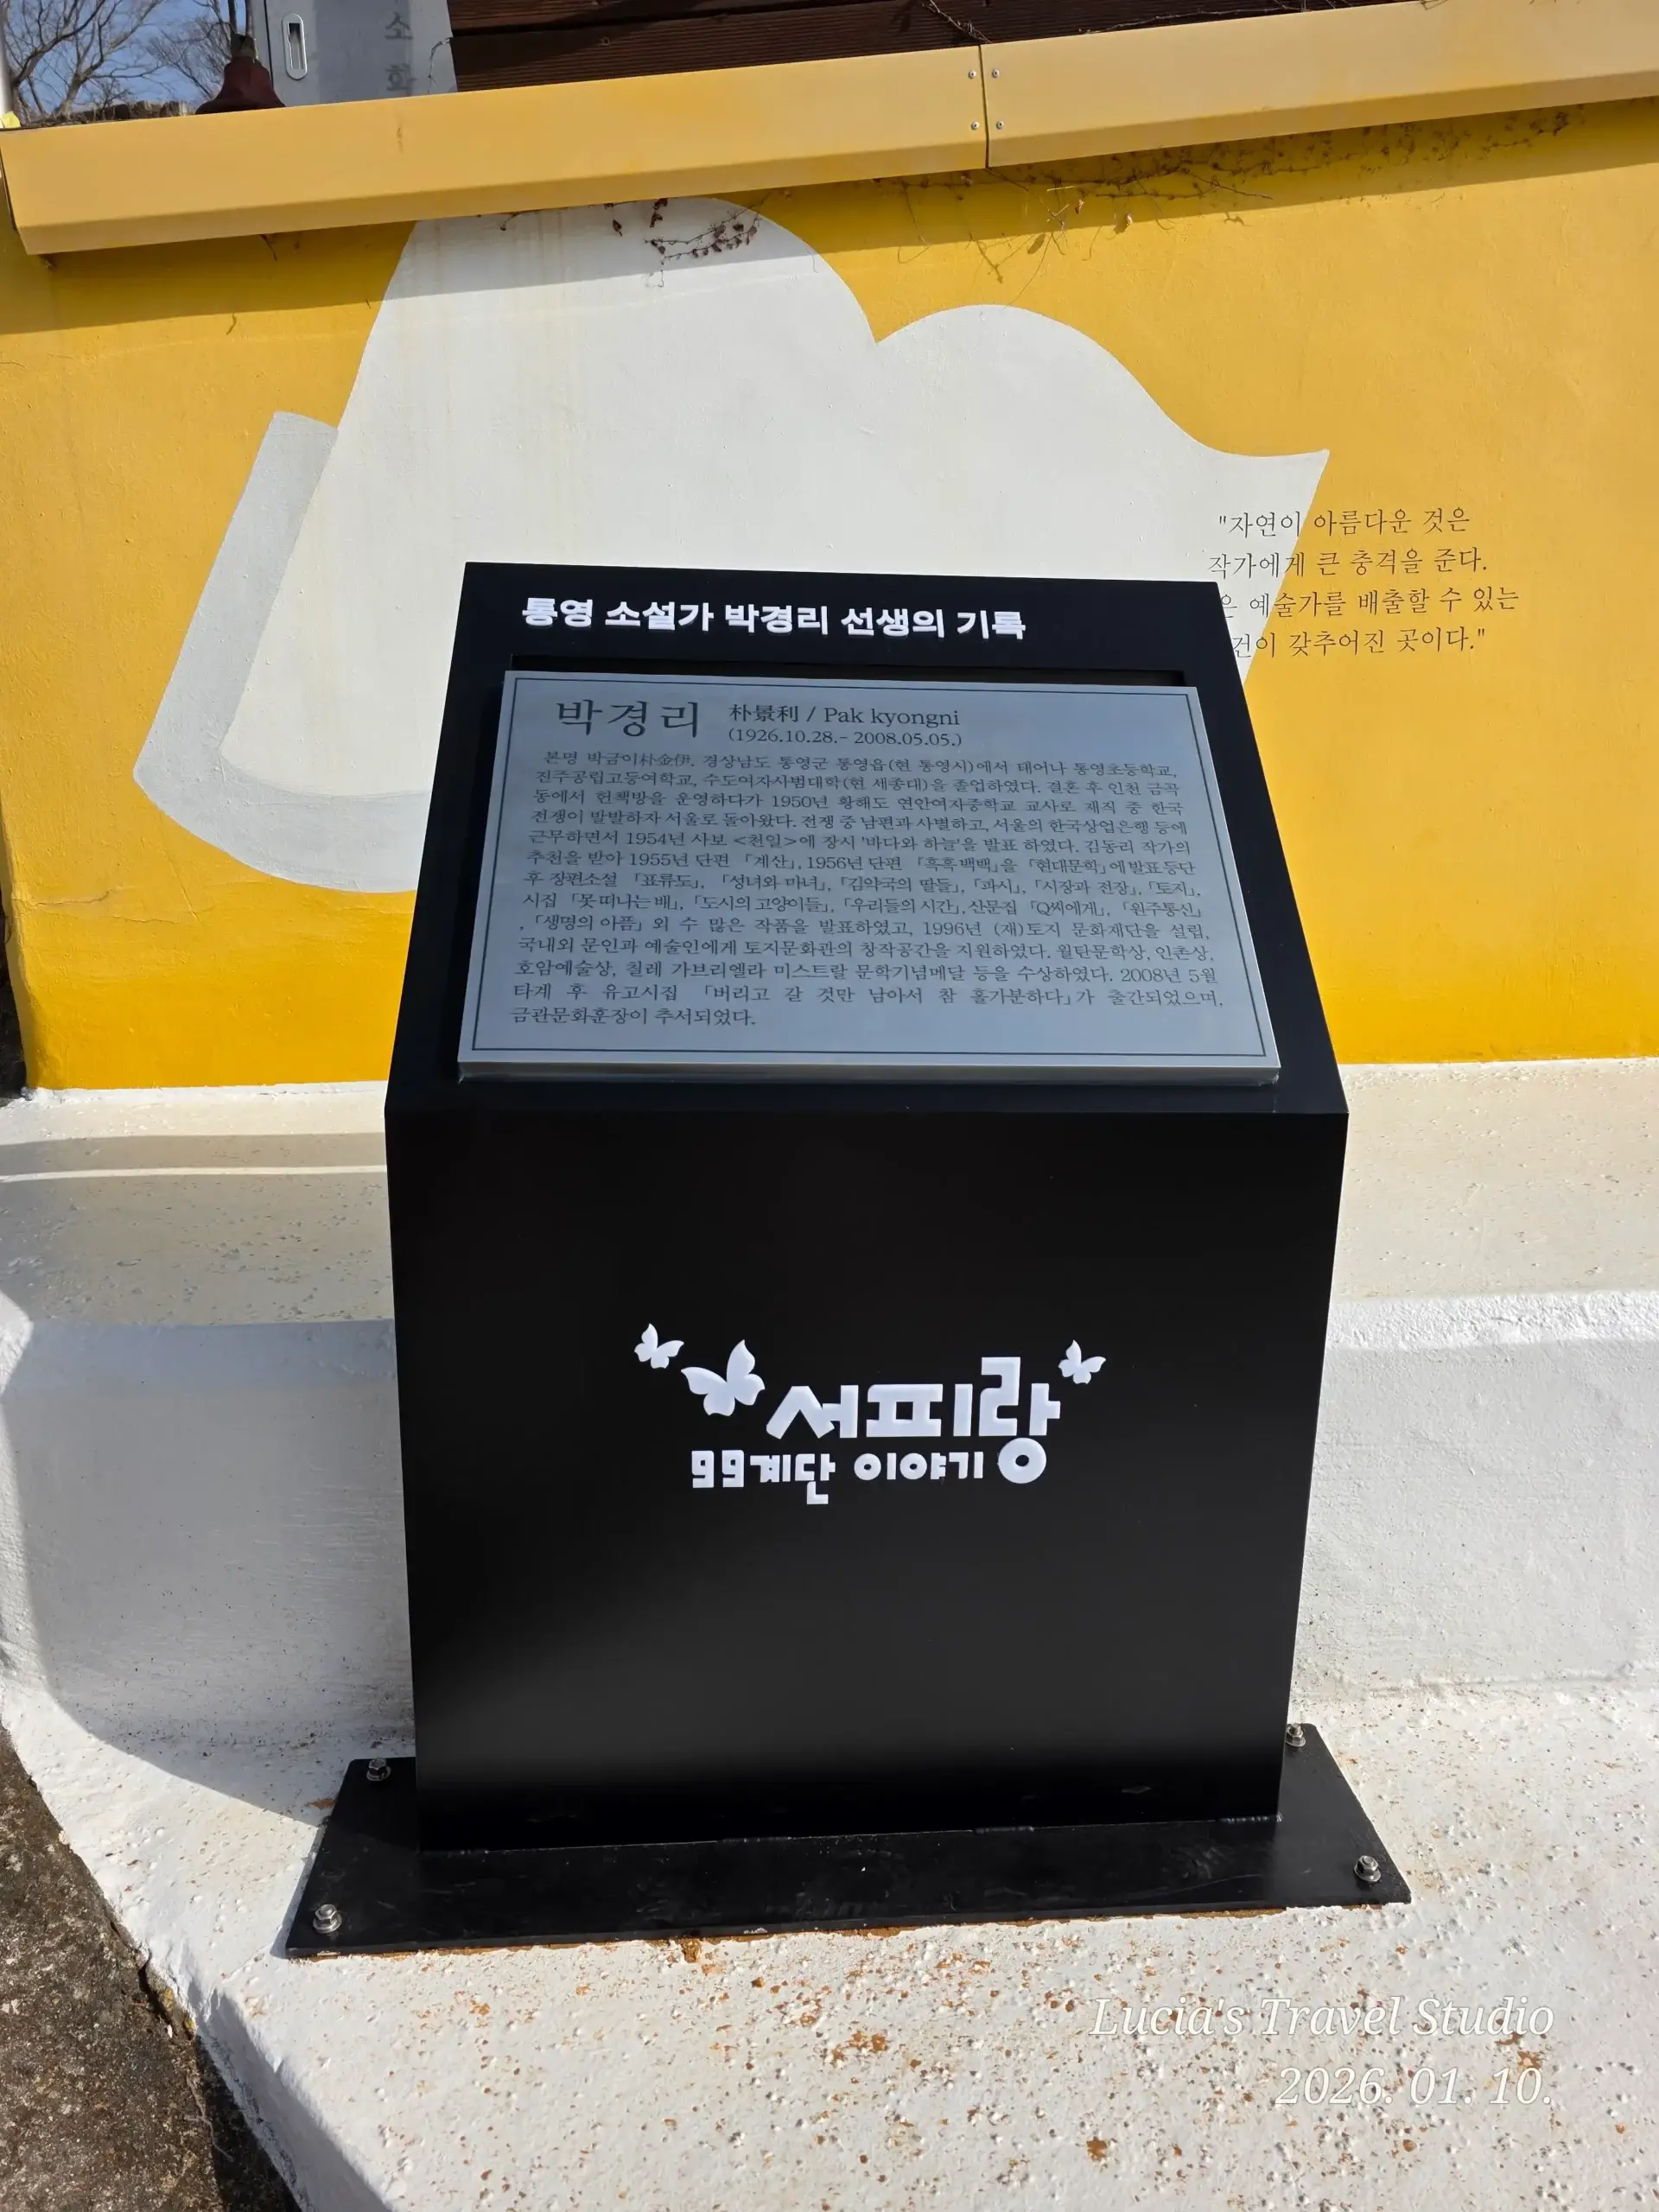 소
화
"자연이 아름다운 것은
작가에게 큰 충격을 준다.
은 예술가를 배출할 수 있는
건이 갖추어진 곳이다."
통영 소설가 박경리 선생의 기록
박경리 朴景利 / Pak kyongni
(1926.10.28.- 2008.05.05.)
본명 박금이朴金伊. 경상남도 통영군 통영읍(현 통영시)에서 태어나 통영초등학교,
진주공립고등여학교, 수도여자사범대학(현 세종대)을 졸업하였다. 결혼 후 인천 금곡
동에서 헌책방을 운영하다가 1950년 황해도 연안여자중학교 교사로 재직 중 한국
전쟁이 발발하자 서울로 돌아왔다. 전쟁 중 남편과 사별하고, 서울의 한국상업은행 등에
근무하면서 1954년 사보 <천일>에 장시 '바다와 하늘'을 발표 하였다. 김동리 작가의
추천을 받아 1955년 단편 「계산」, 1956년 단편 「흑흑백백」을 「현대문학」에 발표 등단
후 장편소설 「표류도」, 「성녀와 마녀」, 「김약국의 딸들」, 「파시」, 「시장과 전장」, 「토지」,
시집 「못 떠나는 배」, 「도시의 고양이들」, 「우리들의 시간」, 산문집 「Q씨에게」, 「원주통신」
, 「생명의 아픔」 외 수 많은 작품을 발표하였고, 1996년 (재)토지 문화재단을 설립,
국내외 문인과 예술인에게 토지문화관의 창작공간을 지원하였다. 월탄문학상, 인촌상,
호암예술상, 칠레 가브리엘라 미스트랄 문학기념메달 등을 수상하였다. 2008년 5월
타계 후 유고시집 「버리고 갈 것만 남아서 참 홀가분하다」가 출간되었으며,
금관문화훈장이 추서되었다.
서피랑
99계단 이야기
Lucia's Travel Studio
2026. 01. 10.